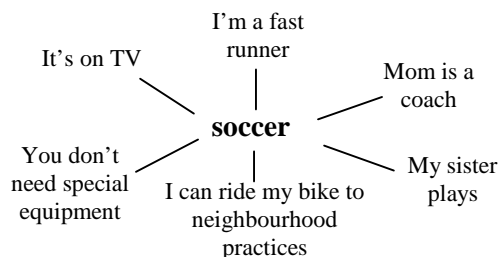 I'm a fast
runner
It's on TV
Mom is a
coach
soccer
You don't
need special
equipment
My sister
plays
I can ride my bike to
neighbourhood
practices